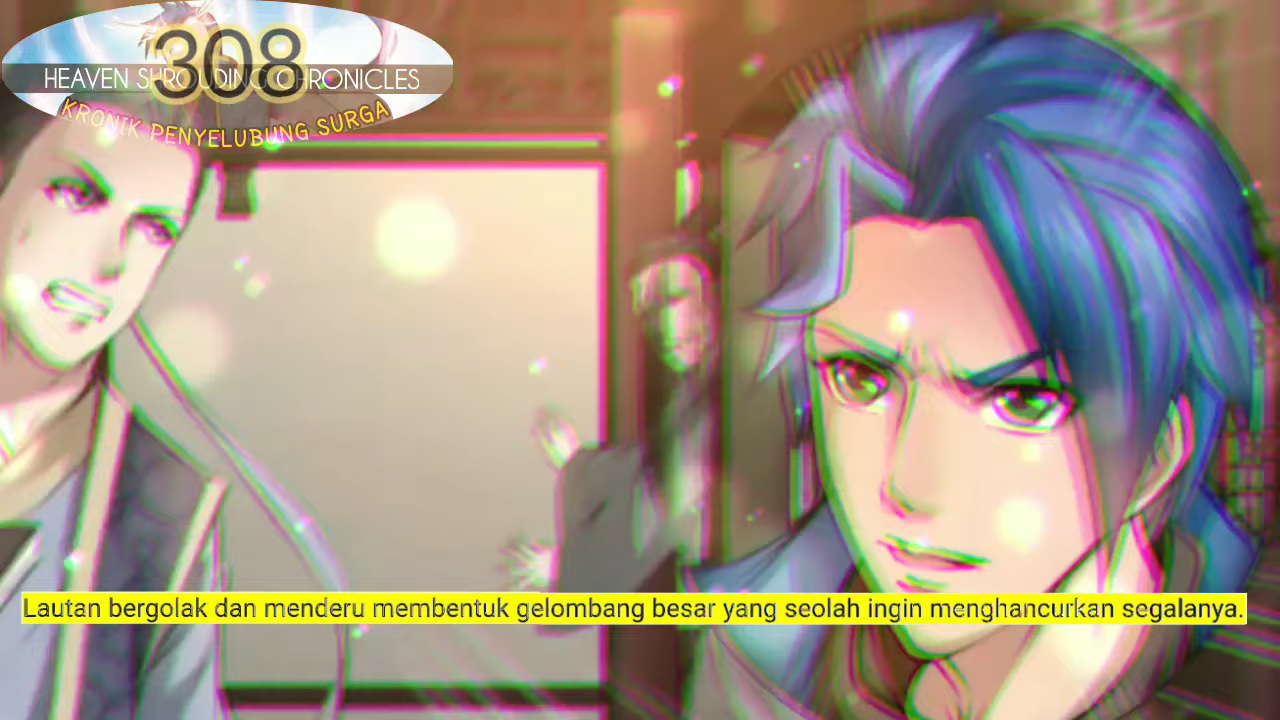 308
HEAVEN SHROUDING CHRONICLES
KRONIK PENYELUBUNG SURGA
Lautan bergolak dan menderu membentuk gelombang besar yang seolah ingin menghancurkan segalanya.